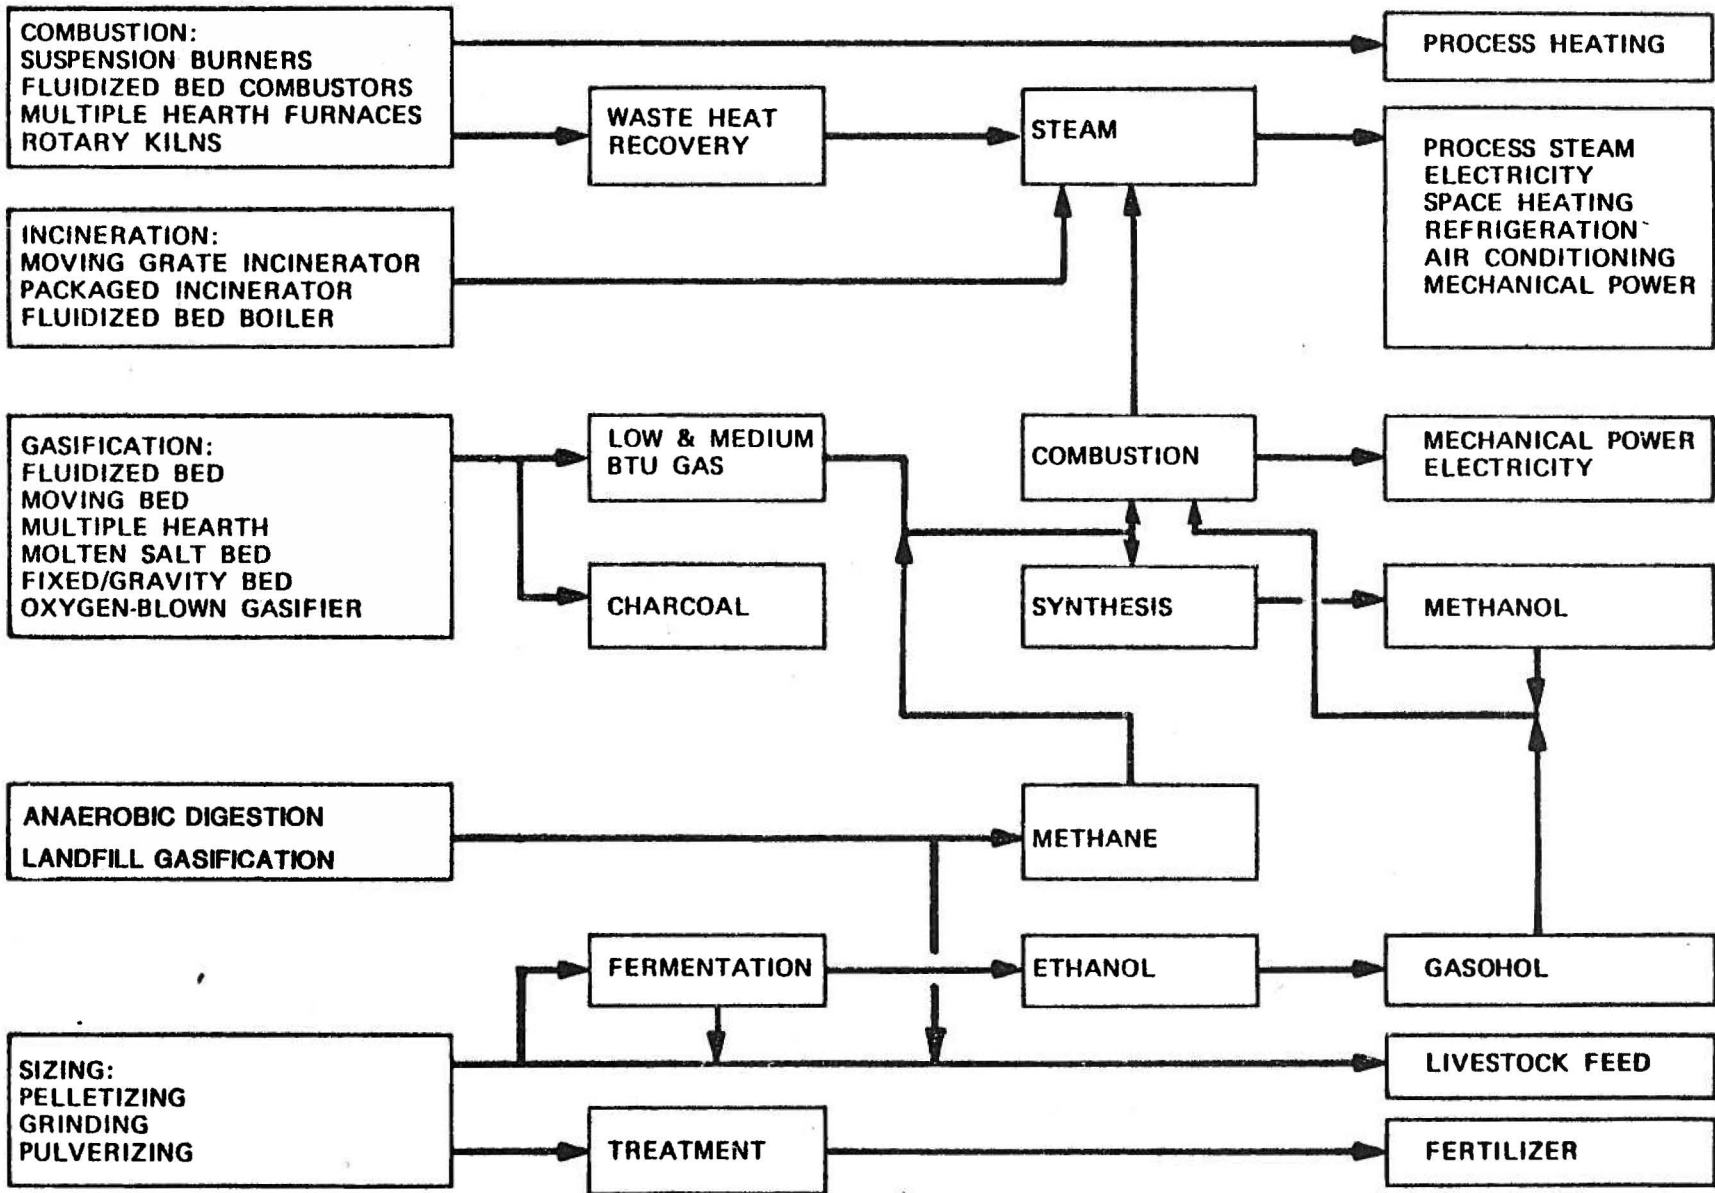 COMBUSTION:
SUSPENSION BURNERS
FLUIDIZED BED COMBUSTORS
MULTIPLE HEARTH FURNACES
ROTARY KILNS
PROCESS HEATING
WASTE HEAT
RECOVERY
STEAM
PROCESS STEAM
ELECTRICITY
SPACE HEATING
REFRIGERATION
AIR CONDITIONING
MECHANICAL POWER
INCINERATION:
MOVING GRATE INCINERATOR
PACKAGED INCINERATOR
FLUIDIZED BED BOILER
GASIFICATION:
FLUIDIZED BED
MOVING BED
MULTIPLE HEARTH
MOLTEN SALT BED
FIXED/GRAVITY BED
OXYGEN-BLOWN GASIFIER
LOW & MEDIUM
BTU GAS
COMBUSTION
MECHANICAL POWER
ELECTRICITY
CHARCOAL
SYNTHESIS
METHANOL
ANAEROBIC DIGESTION
LANDFILL GASIFICATION
METHANE
FERMENTATION
ETHANOL
GASOHOL
SIZING:
PELLETIZING
GRINDING
PULVERIZING
LIVESTOCK FEED
TREATMENT
FERTILIZER